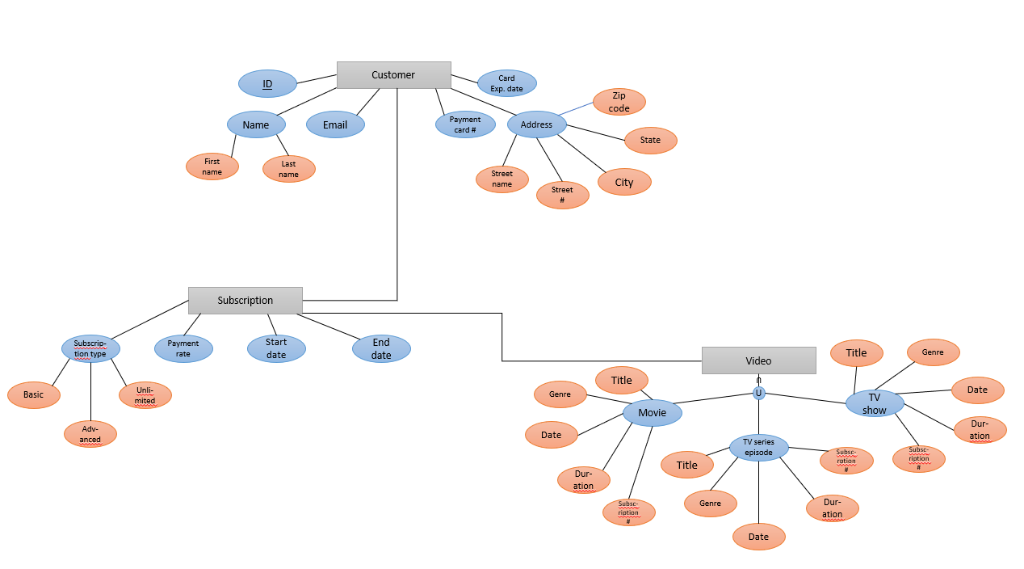 Customer
ID
Card
Exp. date
Name
Email
Payment
card #
Address
Zip
code
State
First
name
Last
name
Street
name
Street
#
City
Subscription
Subscrip-
tion type
Payment
rate
Start
date
End
date
Basic
Unli-
mited
Adv-
anced
Video
n
U
Title
Genre
Movie
Date
Dur-
ation
Subsc-
ription
#
TV series
episode
Title
Genre
Date
Dur-
ation
Subsc-
ription
#
TV
show
Title
Genre
Date
Dur-
ation
Subsc-
ription
#